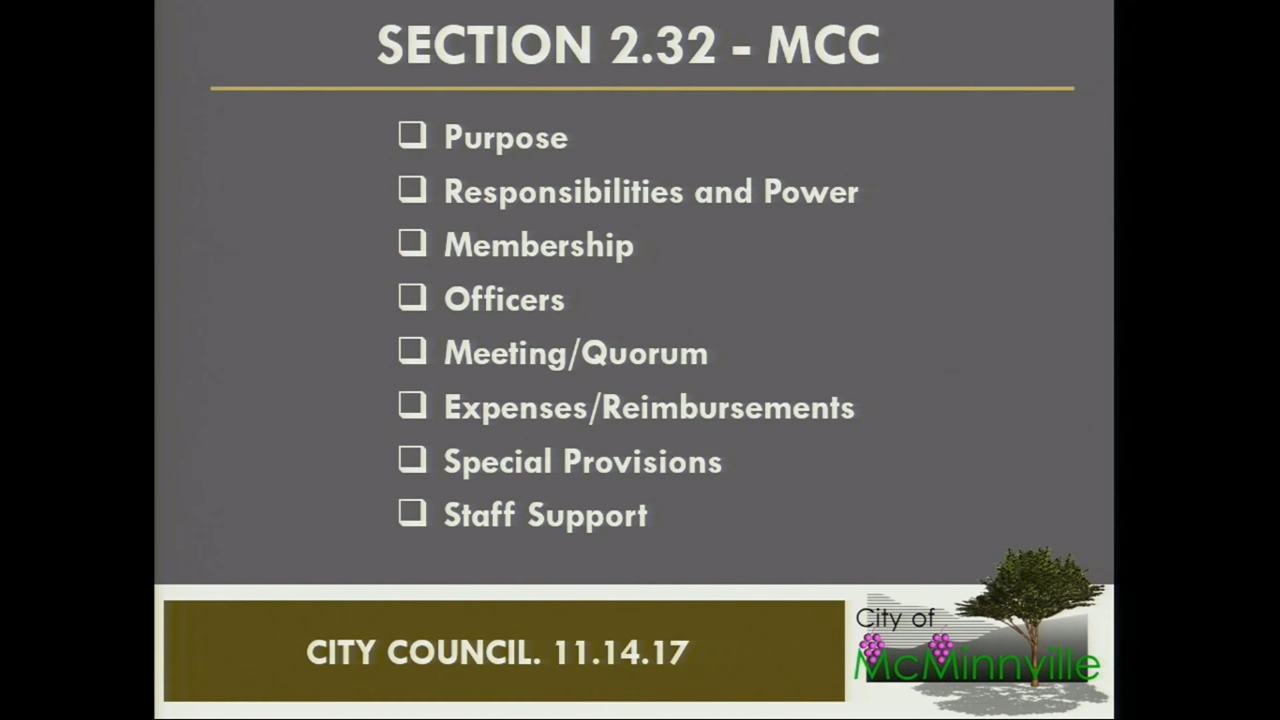 SECTION 2.32 - MCC
❑ Purpose
❑ Responsibilities and Power
❑ Membership
❑ Officers
❑ Meeting/Quorum
❑ Expenses/Reimbursements
❑ Special Provisions
❑ Staff Support
CITY COUNCIL. 11.14.17
City of
McMinnville